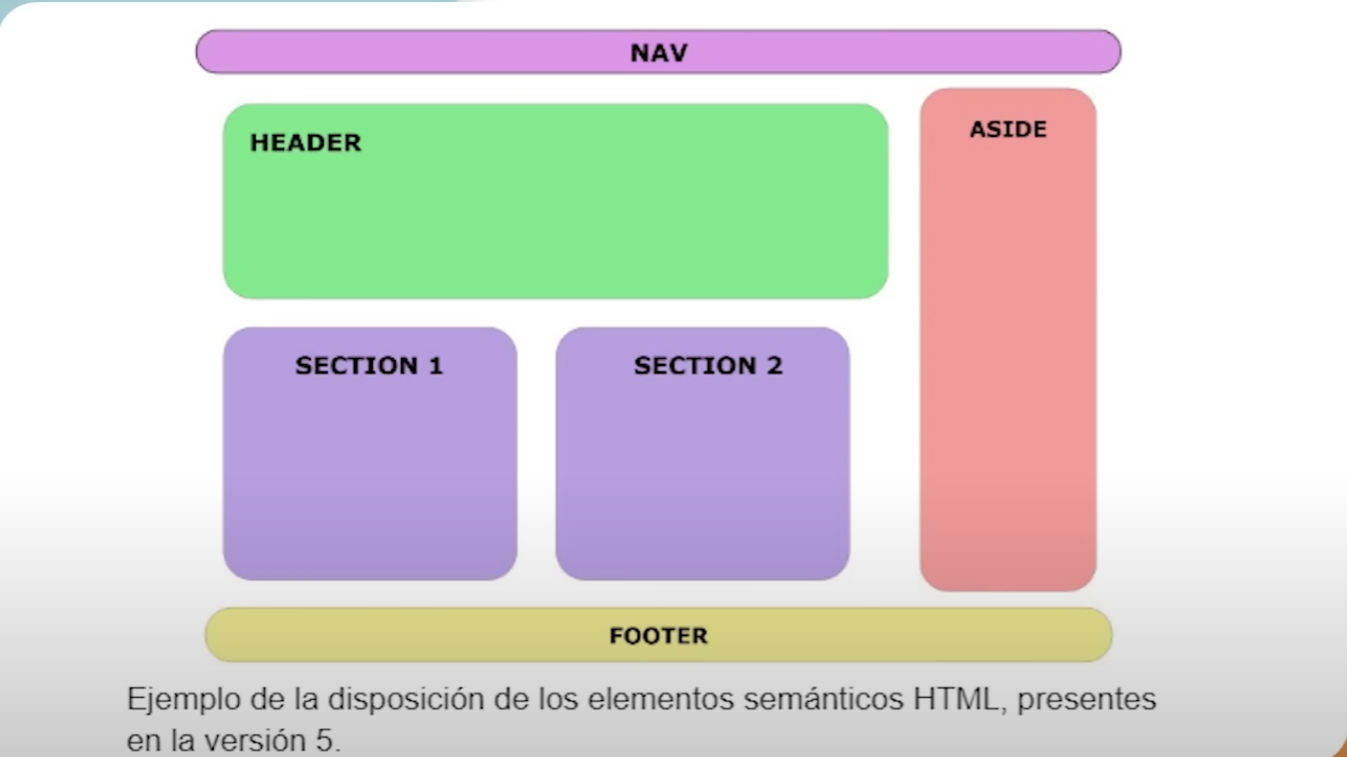 NAV
HEADER
ASIDE
SECTION 1
SECTION 2
FOOTER
Ejemplo de la disposición de los elementos semánticos HTML, presentes
en la versión 5.